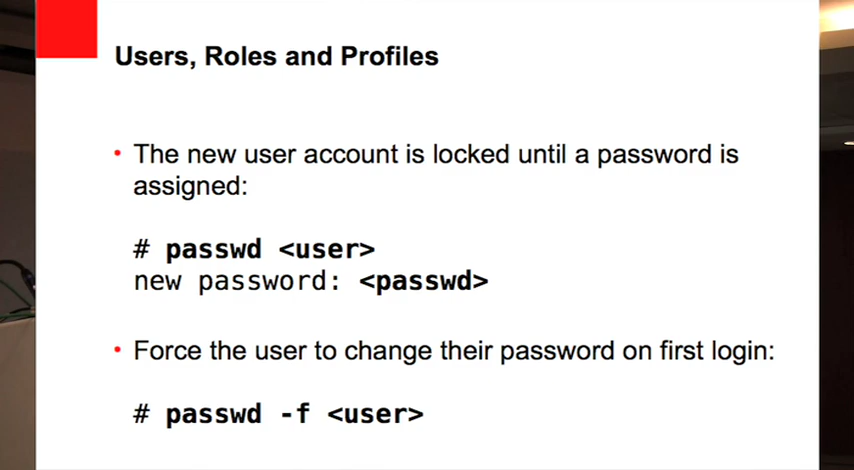 Users, Roles and Profiles
• The new user account is locked until a password is
assigned:
# passwd <user>
new password: <passwd>
• Force the user to change their password on first login:
# passwd -f <user>